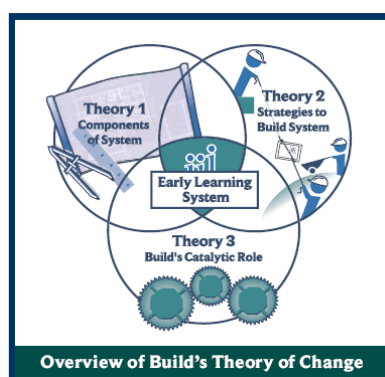 Theory 1
Components
of System
Theory 2
Strategies to
Build System
Early Learning
System
Theory 3
Build's Catalytic Role
Overview of Build's Theory of Change